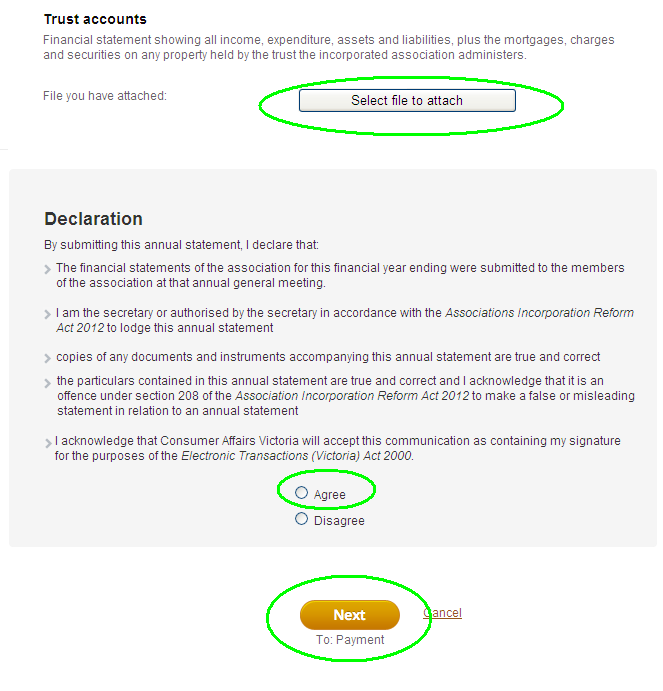 Trust accounts
Financial statement showing all income, expenditure, assets and liabilities, plus the mortgages, charges
and securities on any property held by the trust the incorporated association administers.
File you have attached:
Select file to attach
Declaration
By submitting this annual statement, I declare that:
The financial statements of the association for this financial year ending were submitted to the members
of the association at that annual general meeting.
I am the secretary or authorised by the secretary in accordance with the Associations Incorporation Reform
Act 2012 to lodge this annual statement
copies of any documents and instruments accompanying this annual statement are true and correct
the particulars contained in this annual statement are true and correct and I acknowledge that it is an
offence under section 208 of the Association Incorporation Reform Act 2012 to make a false or misleading
statement in relation to an annual statement
I acknowledge that Consumer Affairs Victoria will accept this communication as containing my signature
for the purposes of the Electronic Transactions (Victoria) Act 2000.
Agree
Disagree
Next
Cancel
To: Payment